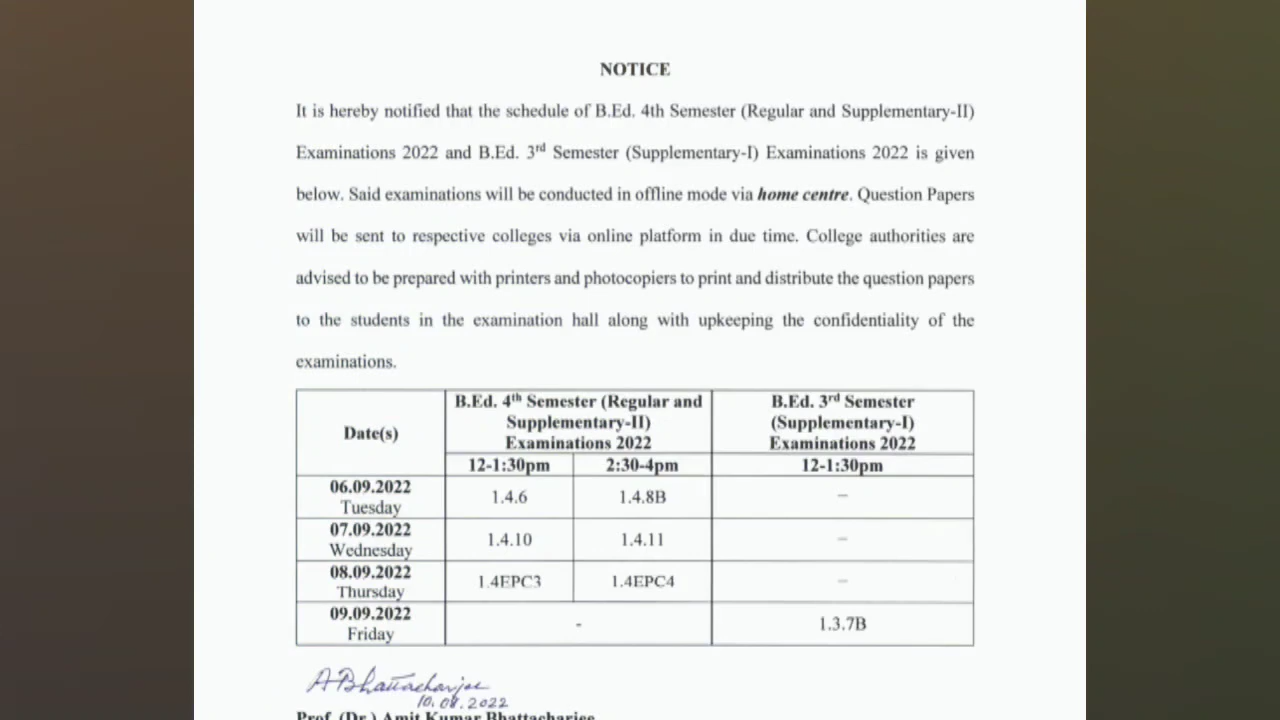 NOTICE
It is hereby notified that the schedule of B.Ed. 4th Semester (Regular and Supplementary-II)
Examinations 2022 and B.Ed. 3rd Semester (Supplementary-I) Examinations 2022 is given
below. Said examinations will be conducted in offline mode via home centre. Question Papers
will be sent to respective colleges via online platform in due time. College authorities are
advised to be prepared with printers and photocopiers to print and distribute the question papers
to the students in the examination hall along with upkeeping the confidentiality of the
examinations.
Date(s)
B.Ed. 4th Semester (Regular and
Supplementary-II)
Examinations 2022
B.Ed. 3rd Semester
(Supplementary-I)
Examinations 2022
12-1:30pm 2:30-4pm 12-1:30pm
06.09.2022
Tuesday
1.4.6 1.4.8B –
07.09.2022
Wednesday
1.4.10 1.4.11 –
08.09.2022
Thursday
1.4EPC3 1.4EPC4 –
09.09.2022
Friday
- 1.3.7B
ABhattacharjee
10.08.2022
Prof. (Dr.) Amit Kumar Bhattacharjee